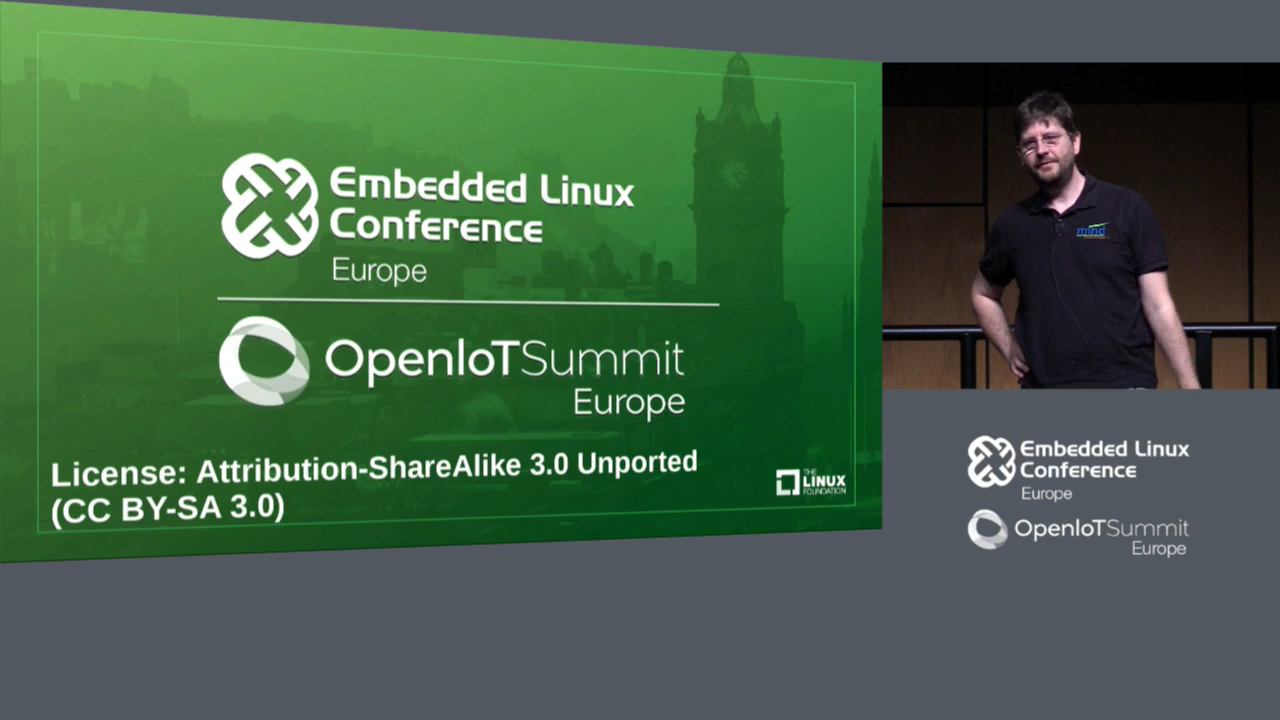 Embedded Linux
Conference
Europe
OpenIoTSummit
Europe
License: Attribution-ShareAlike 3.0 Unported
(CC BY-SA 3.0)
THE
LINUX
FOUNDATION
mind
Embedded Linux
Conference
Europe
OpenIoTSummit
Europe